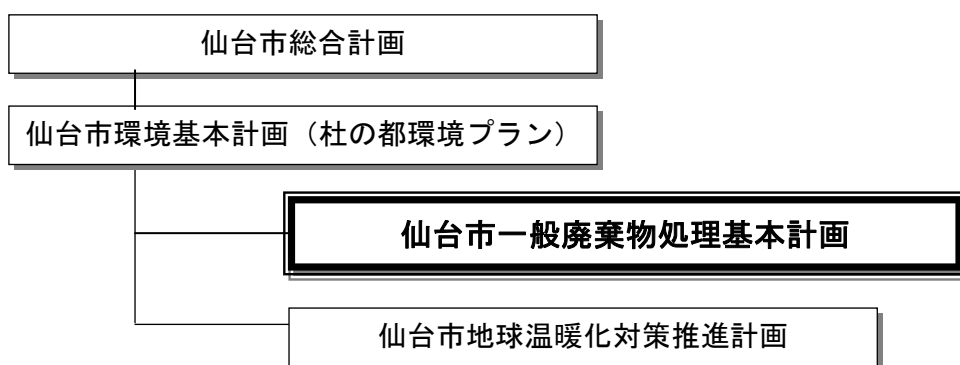 仙台市総合計画
仙台市環境基本計画（杜の都環境プラン）
仙台市一般廃棄物処理基本計画
仙台市地球温暖化対策推進計画